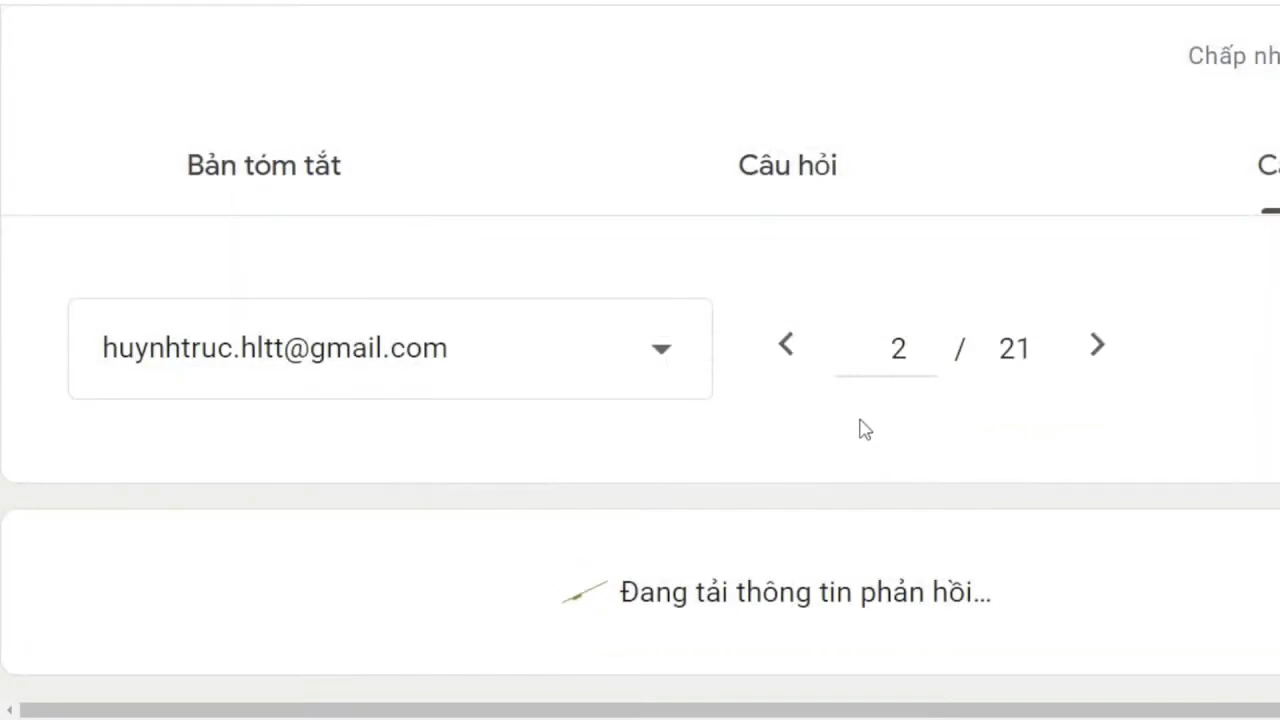 Chấp nh
Bản tóm tắt
Câu hỏi
huynhtruc.hltt@gmail.com
2 / 21
Đang tải thông tin phản hồi...